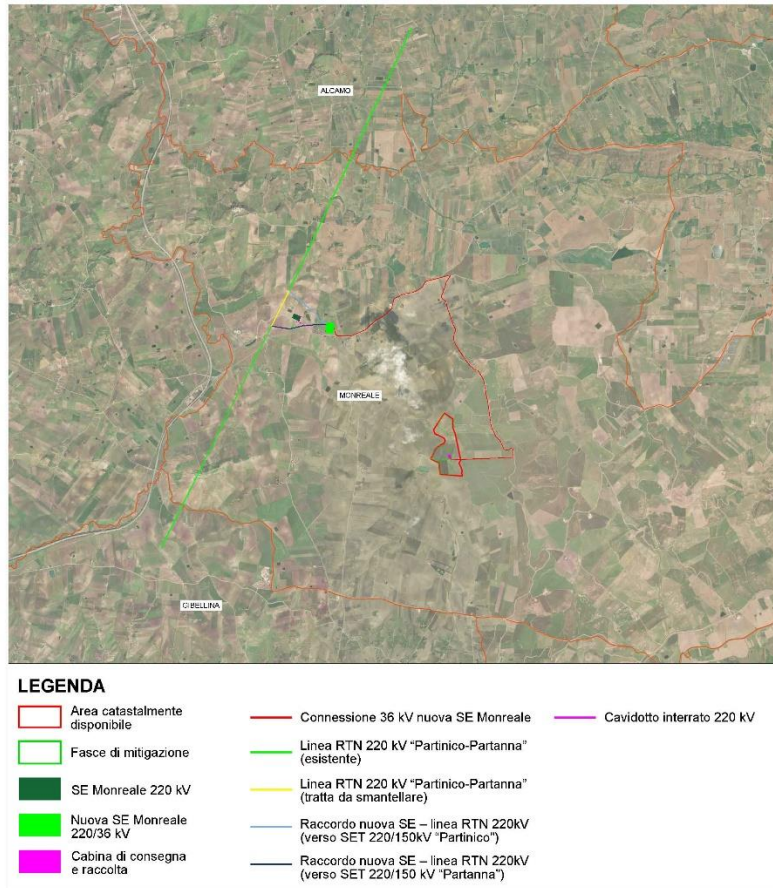 ALCAMO
MONREALE
GIBELLINA
LEGENDA
Area catastalmente
disponibile
Fasce di mitigazione
SE Monreale 220 kV
Nuova SE Monreale
220/36 kV
Cabina di consegna
e raccolta
Connessione 36 kV nuova SE Monreale
Linea RTN 220 kV “Partinico-Partanna”
(esistente)
Linea RTN 220 kV “Partinico-Partanna”
(tratta da smantellare)
Raccordo nuova SE – linea RTN 220kV
(verso SET 220/150kV “Partinico”)
Raccordo nuova SE – linea RTN 220kV
(verso SET 220/150 kV “Partanna”)
Cavidotto interrato 220 kV